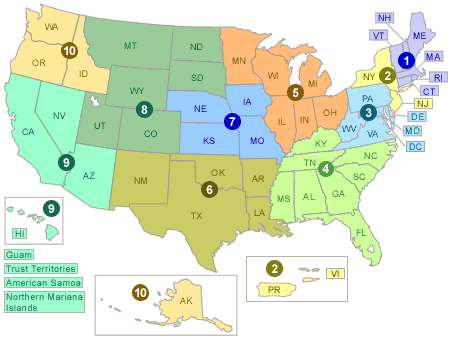 NH
WA
VT
ME
MT
ND
10
MN
OR
1
MA
ID
WI
SD
NY
2
RI
MI
WY
5
CT
PA
NJ
8
IA
NE
3
DE
NV
OH
IL
IN
UT
7
WV
MD
CA
CO
VA
KS
MO
DC
KY
9
NC
TN
4
AZ
OK
NM
AR
6
SC
MS
AL
GA
TX
LA
9
FL
HI
Guam
2
VI
Trust Territories
American Samoa
10
PR
Northern Mariana
Islands
AK